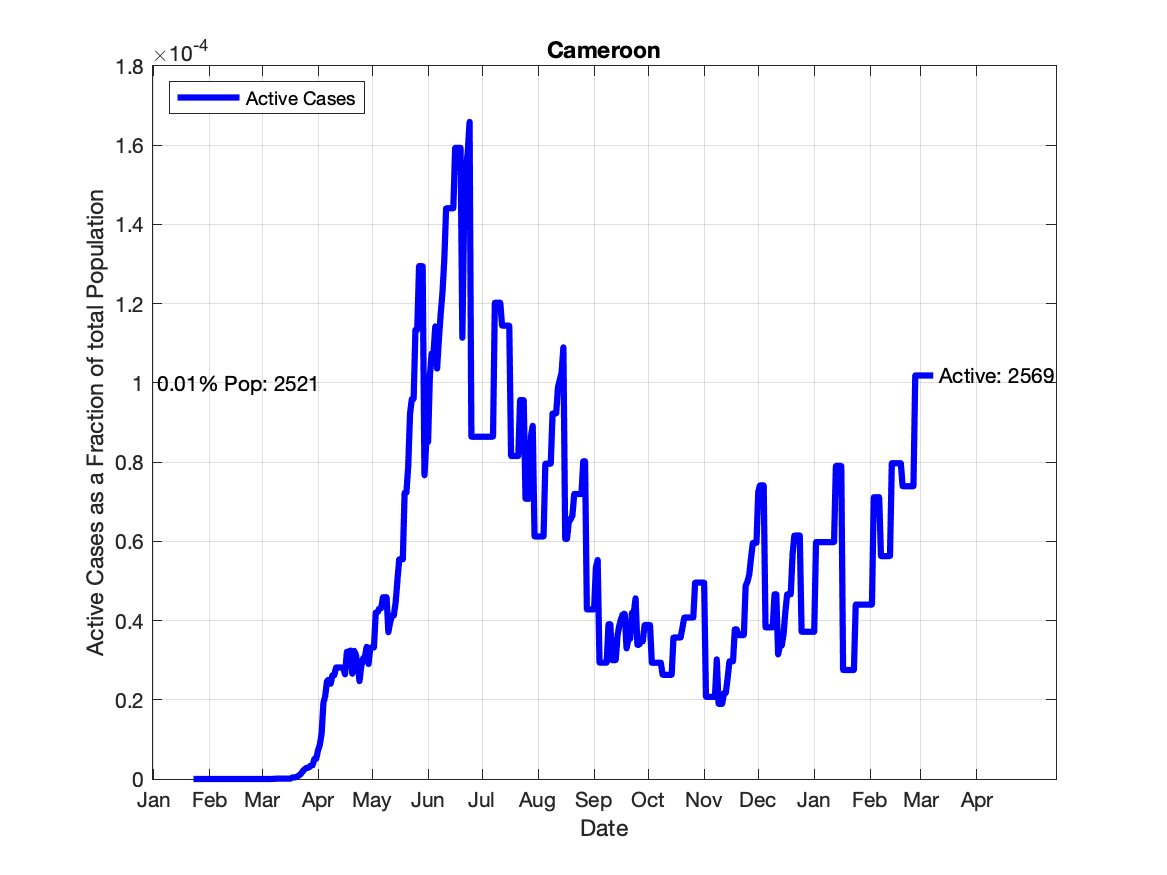 ×10-4
Cameroon
Active Cases
1.8
1.6
1.4
1.2
1
0.8
0.6
0.4
0.2
0
Active Cases as a Fraction of total Population
0.01% Pop: 2521
Active: 2569
Jan Feb Mar Apr May Jun Jul Aug Sep Oct Nov Dec Jan Feb Mar Apr
Date